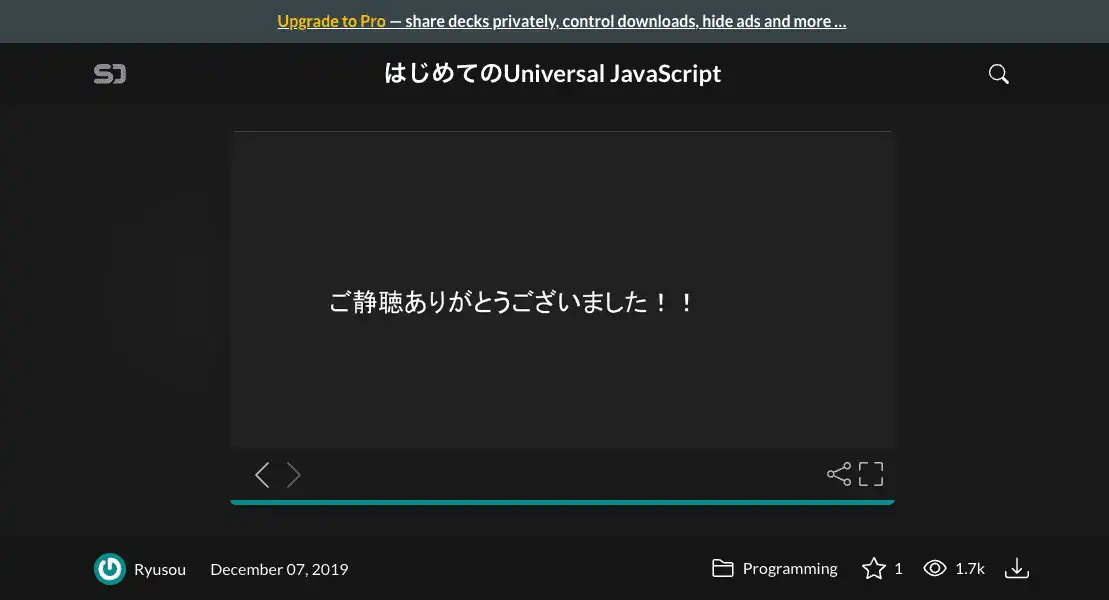 Upgrade to Pro — share decks privately, control downloads, hide ads and more …
SD
はじめてのUniversal JavaScript
ご静聴ありがとうございました！！
Ryusou
December 07, 2019
Programming
1
1.7k